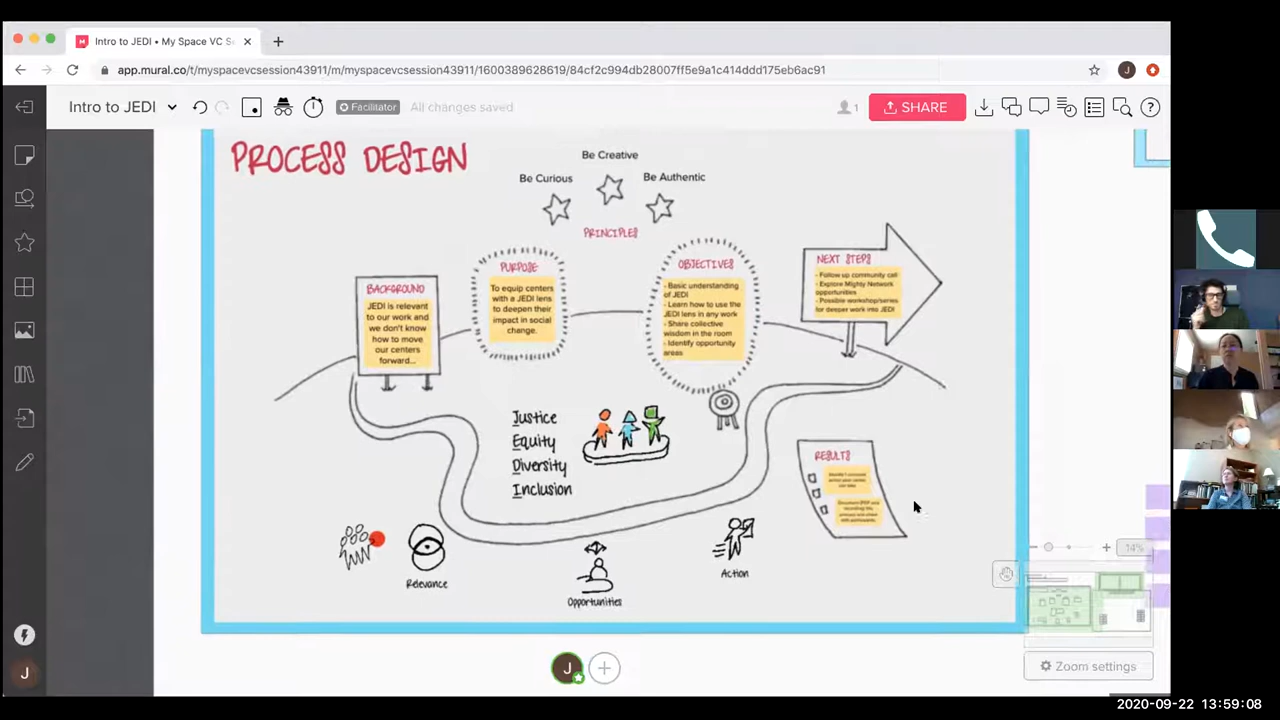 Intro to JEDI • My Space VC S
app.mural.co/t/myspacevcsession43911/m/myspacevcsession43911/1600389628619/84cf2c994db28007ff5e9a1c414ddd175eb6ac91
J
Intro to JEDI
Facilitator
All changes saved
1
SHARE
?
PROCESS DESIGN
Be Creative
Be Curious
Be Authentic
PRINCIPLES
BACKGROUND
JEDI is relevant
to our work and
we don't know
how to move
our centers
forward...
PURPOSE
To equip centers
with a JEDI lens
to deepen their
impact in social
change.
OBJECTIVES
- Basic understanding
of JEDI
- Learn how to use the
JEDI lens in any work
- Share collective
wisdom in the room
- Identify opportunity
areas
NEXT STEPS
- Follow up community call
- Explore Mighty Network
opportunities
- Possible workshop/series
for deeper work into JEDI
Justice
Equity
Diversity
Inclusion
RESULTS
Relevance
Opportunities
Action
14%
Zoom settings
J
J
2020-09-22 13:59:08